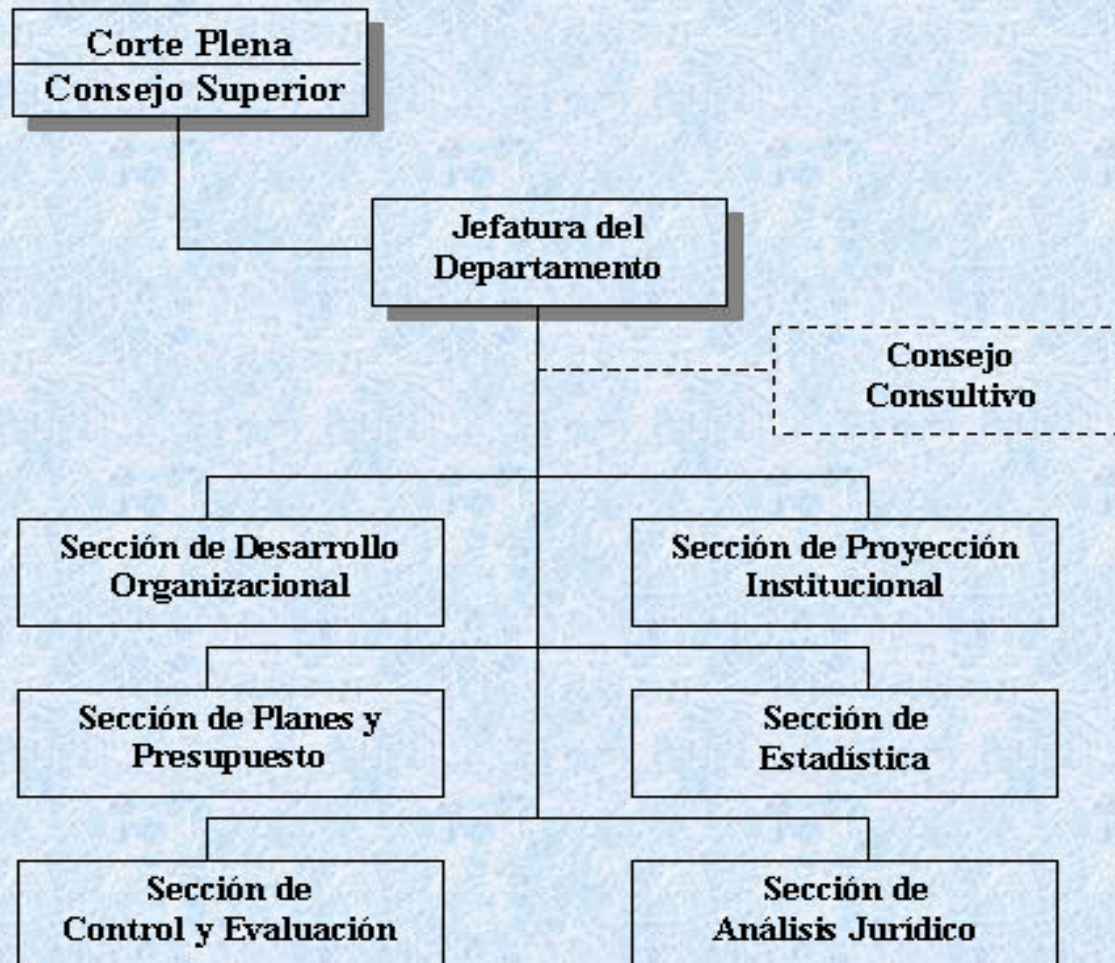 Corte Plena
Consejo Superior
Jefatura del
Departamento
Consejo
Consultivo
Sección de Desarrollo
Organizacional
Sección de Proyección
Institucional
Sección de Planes y
Presupuesto
Sección de
Estadística
Sección de
Control y Evaluación
Sección de
Análisis Jurídico